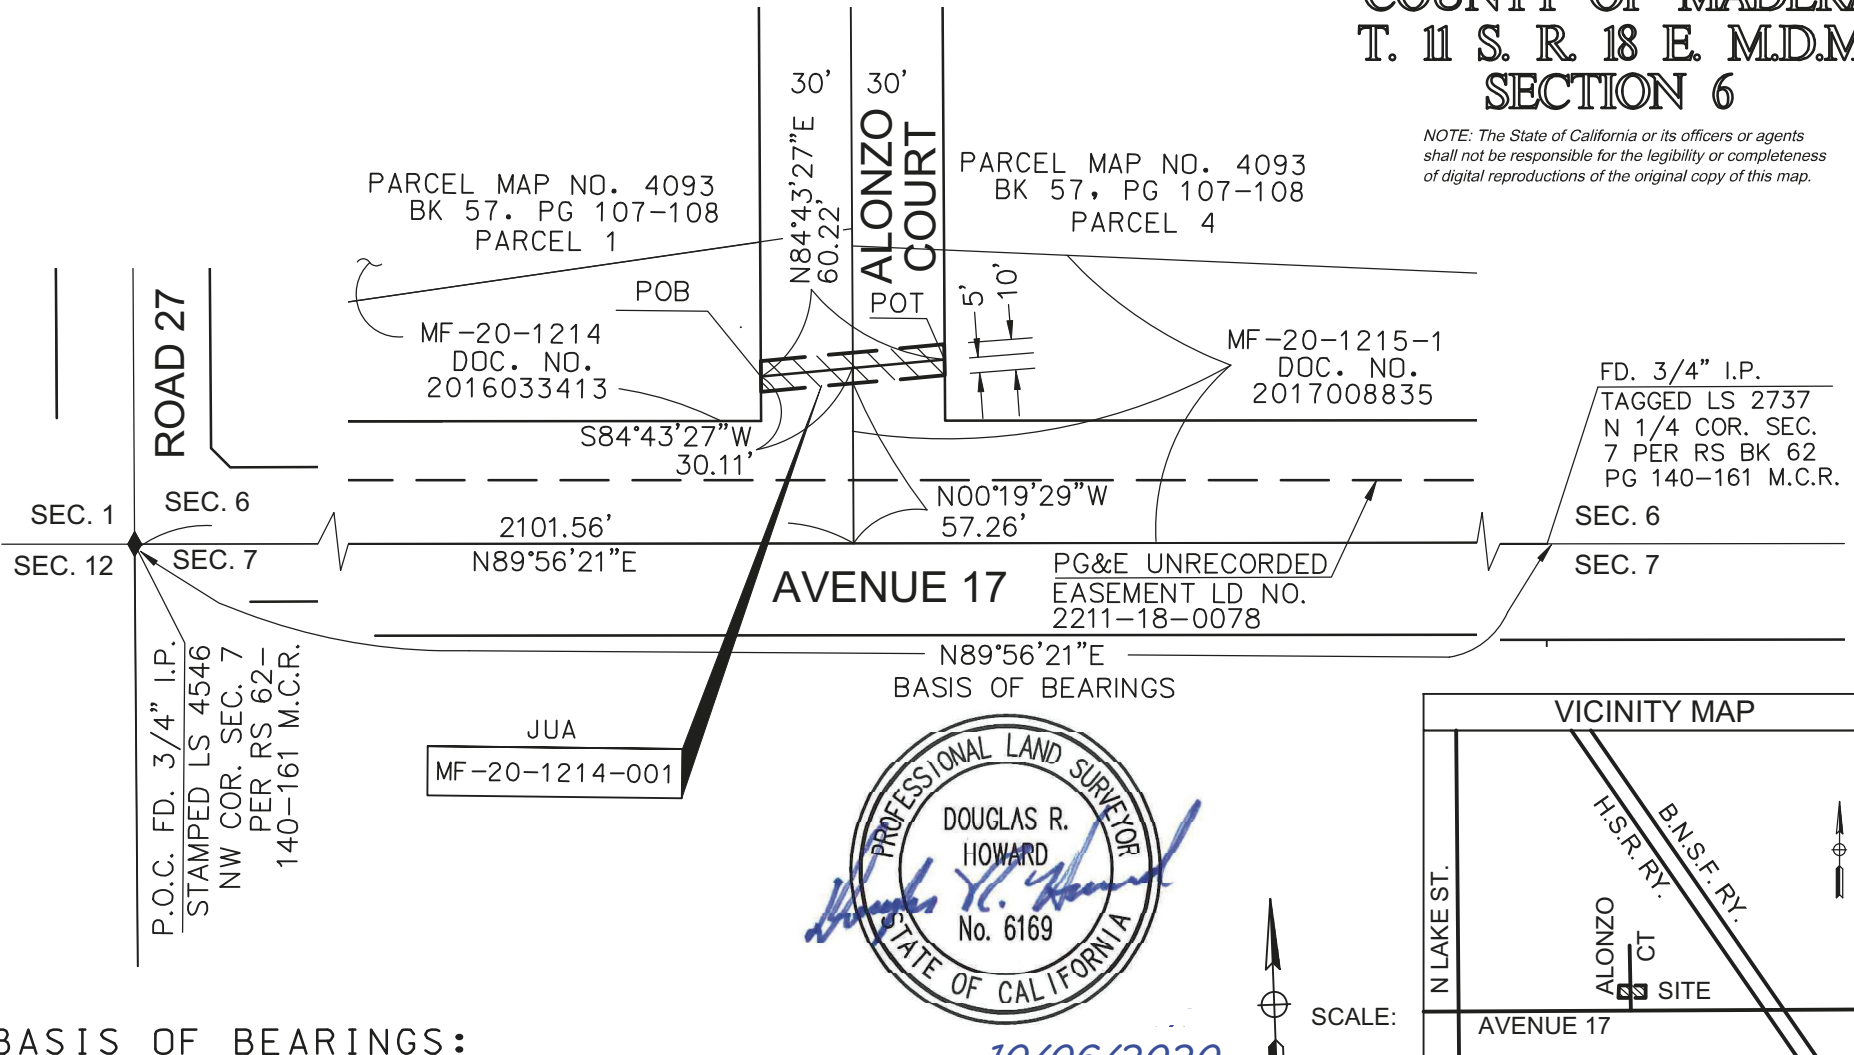 COUNTY OF MADERA
T. 11 S. R. 18 E. M.D.M
SECTION 6
NOTE: The State of California or its officers or agents
shall not be responsible for the legibility or completeness
of digital reproductions of the original copy of this map.
30' 30'
N84°43'27"E
60.22'
ALONZO
COURT
PARCEL MAP NO. 4093
BK 57. PG 107-108
PARCEL 1
PARCEL MAP NO. 4093
BK 57, PG 107-108
PARCEL 4
POB
POT
5'
10'
MF-20-1214
DOC. NO.
2016033413
MF-20-1215-1
DOC. NO.
2017008835
ROAD 27
FD. 3/4" I.P.
TAGGED LS 2737
N 1/4 COR. SEC.
7 PER RS BK 62
PG 140-161 M.C.R.
S84°43'27"W
30.11'
N00°19'29"W
57.26'
SEC. 1
SEC. 6
SEC. 12
SEC. 7
2101.56'
N89°56'21"E
SEC. 6
SEC. 7
AVENUE 17
PG&E UNRECORDED
EASEMENT LD NO.
2211-18-0078
N89°56'21"E
BASIS OF BEARINGS
P.O.C. FD. 3/4" I.P.
STAMPED LS 4546
NW COR. SEC. 7
PER RS 62-
140-161 M.C.R.
JUA
MF-20-1214-001
PROFESSIONAL LAND SURVEYOR
DOUGLAS R.
HOWARD
No. 6169
STATE OF CALIFORNIA
Douglas R. Howard
10/06/2020
SCALE:
VICINITY MAP
N LAKE ST.
H.S.R. RY.
B.N.S.F. RY.
ALONZO
CT
SITE
AVENUE 17
BASIS OF BEARINGS: